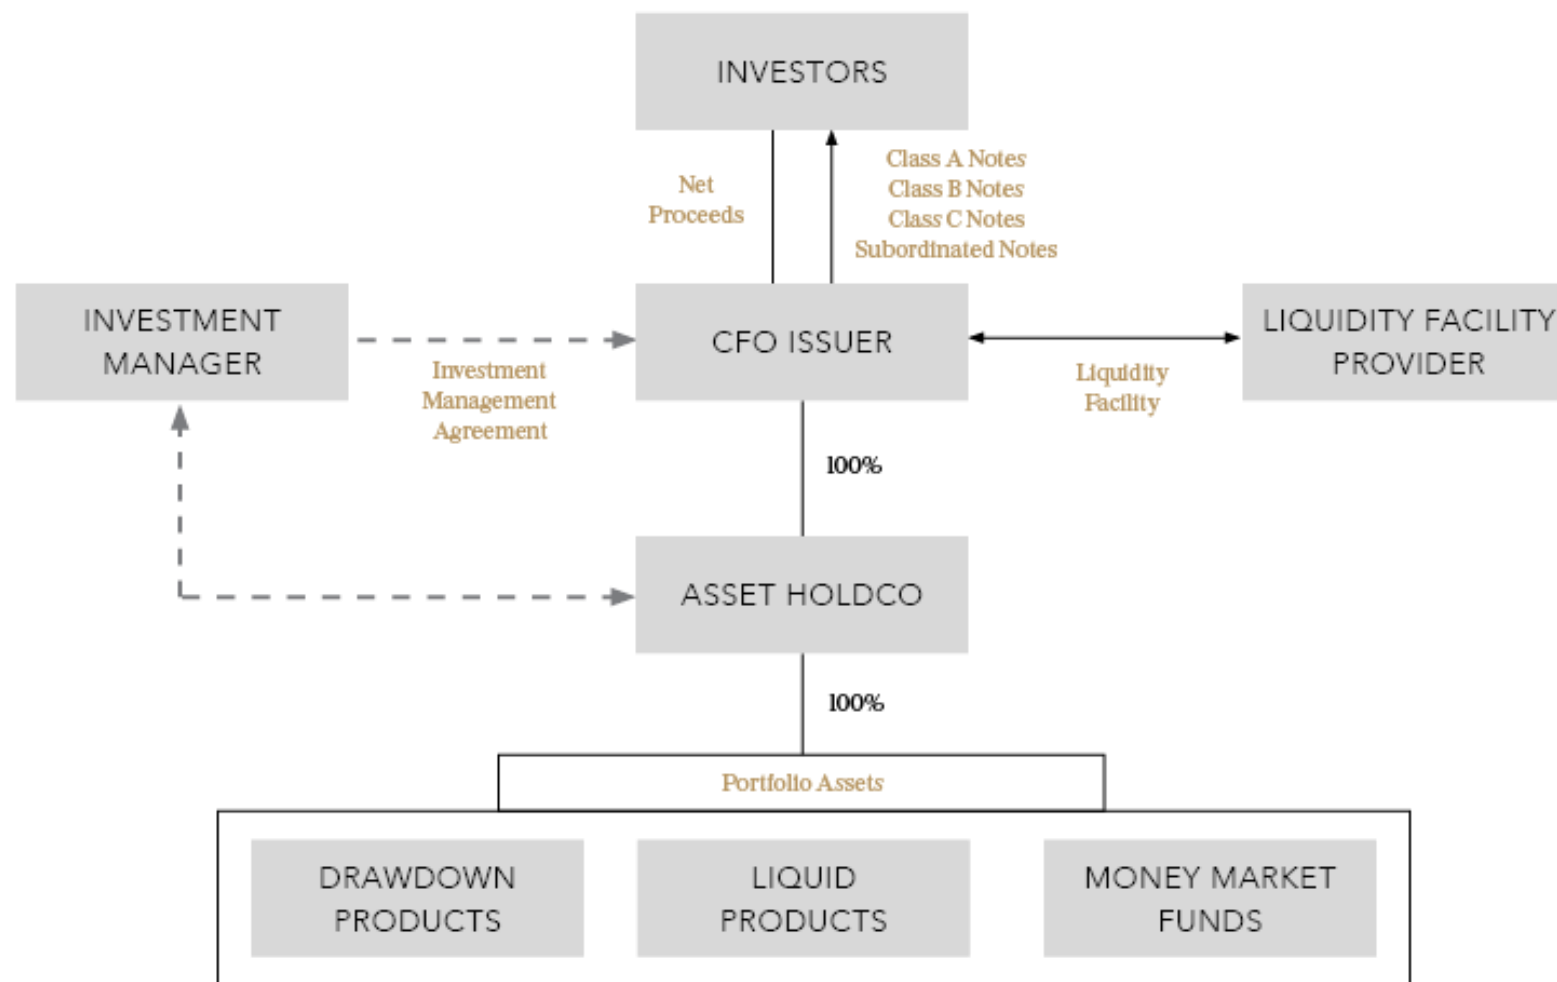 INVESTORS
Net
Proceeds
Class A Notes
Class B Notes
Class C Notes
Subordinated Notes
INVESTMENT
MANAGER
Investment
Management
Agreement
CFO ISSUER
Liquidity
Facility
LIQUIDITY FACILITY
PROVIDER
100%
ASSET HOLDCO
100%
Portfolio Assets
DRAWDOWN
PRODUCTS
LIQUID
PRODUCTS
MONEY MARKET
FUNDS